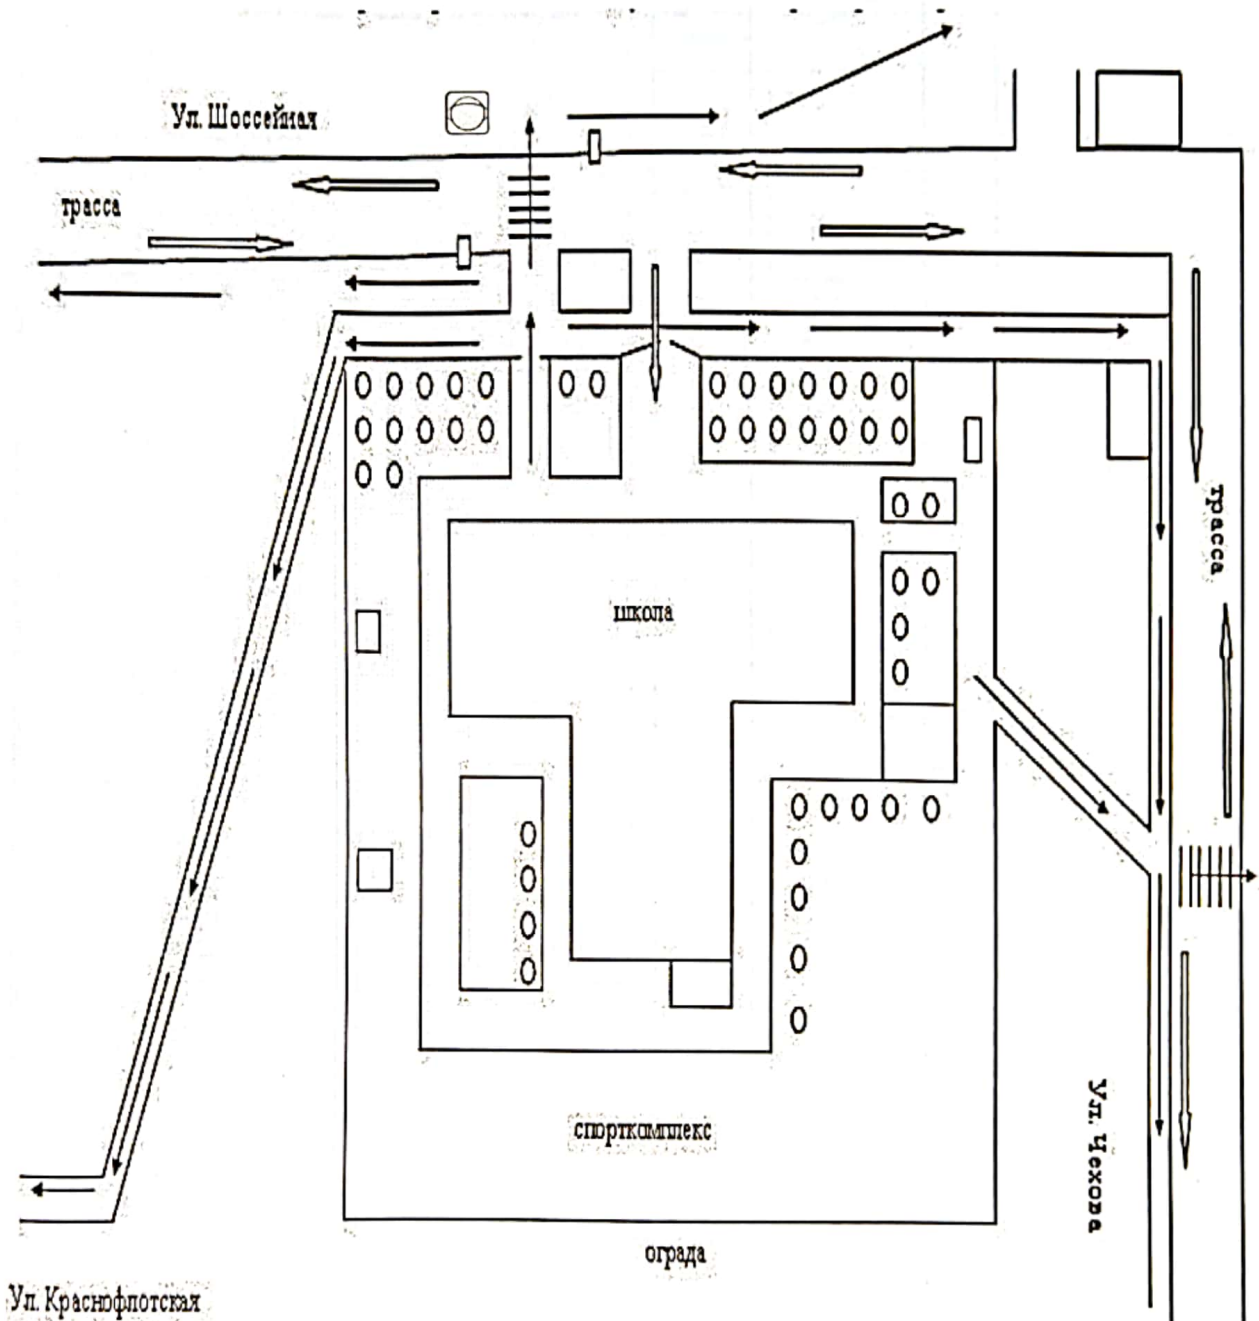 Ул. Шоссейная
трасса
трасса
школа
Ул. Чехова
спорткомплекс
ограда
Ул. Краснофлотская